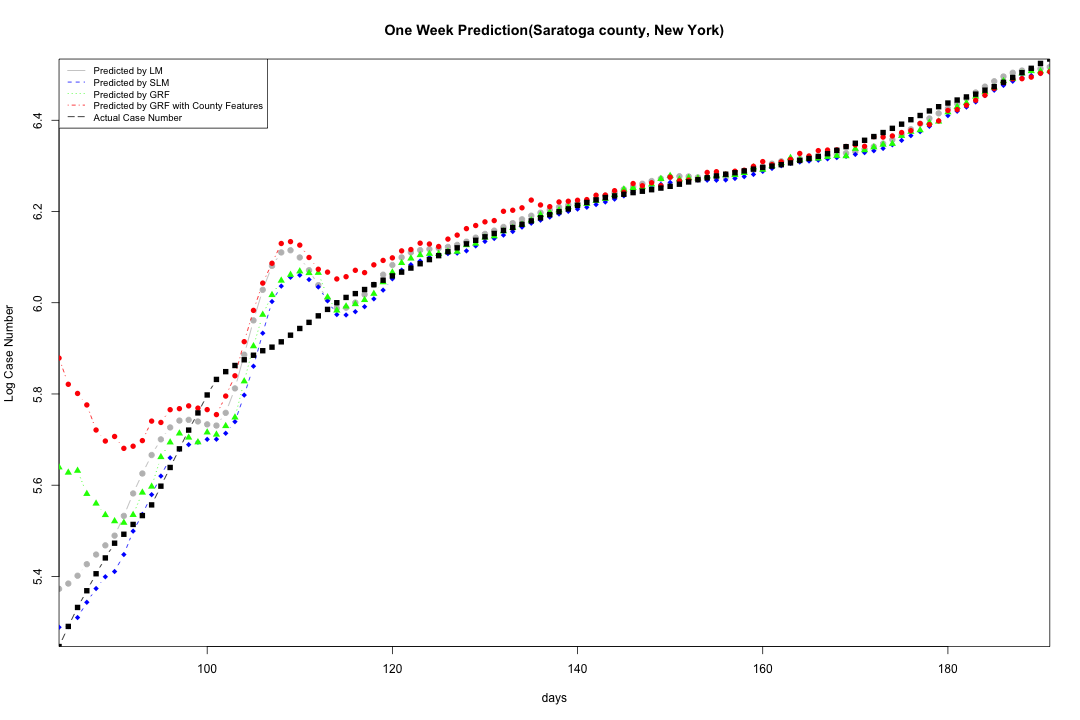 One Week Prediction(Saratoga county, New York)
Predicted by LM
Predicted by SLM
Predicted by GRF
Predicted by GRF with County Features
Actual Case Number
Log Case Number
6.4
6.2
6.0
5.8
5.6
5.4
100 120 140 160 180
days